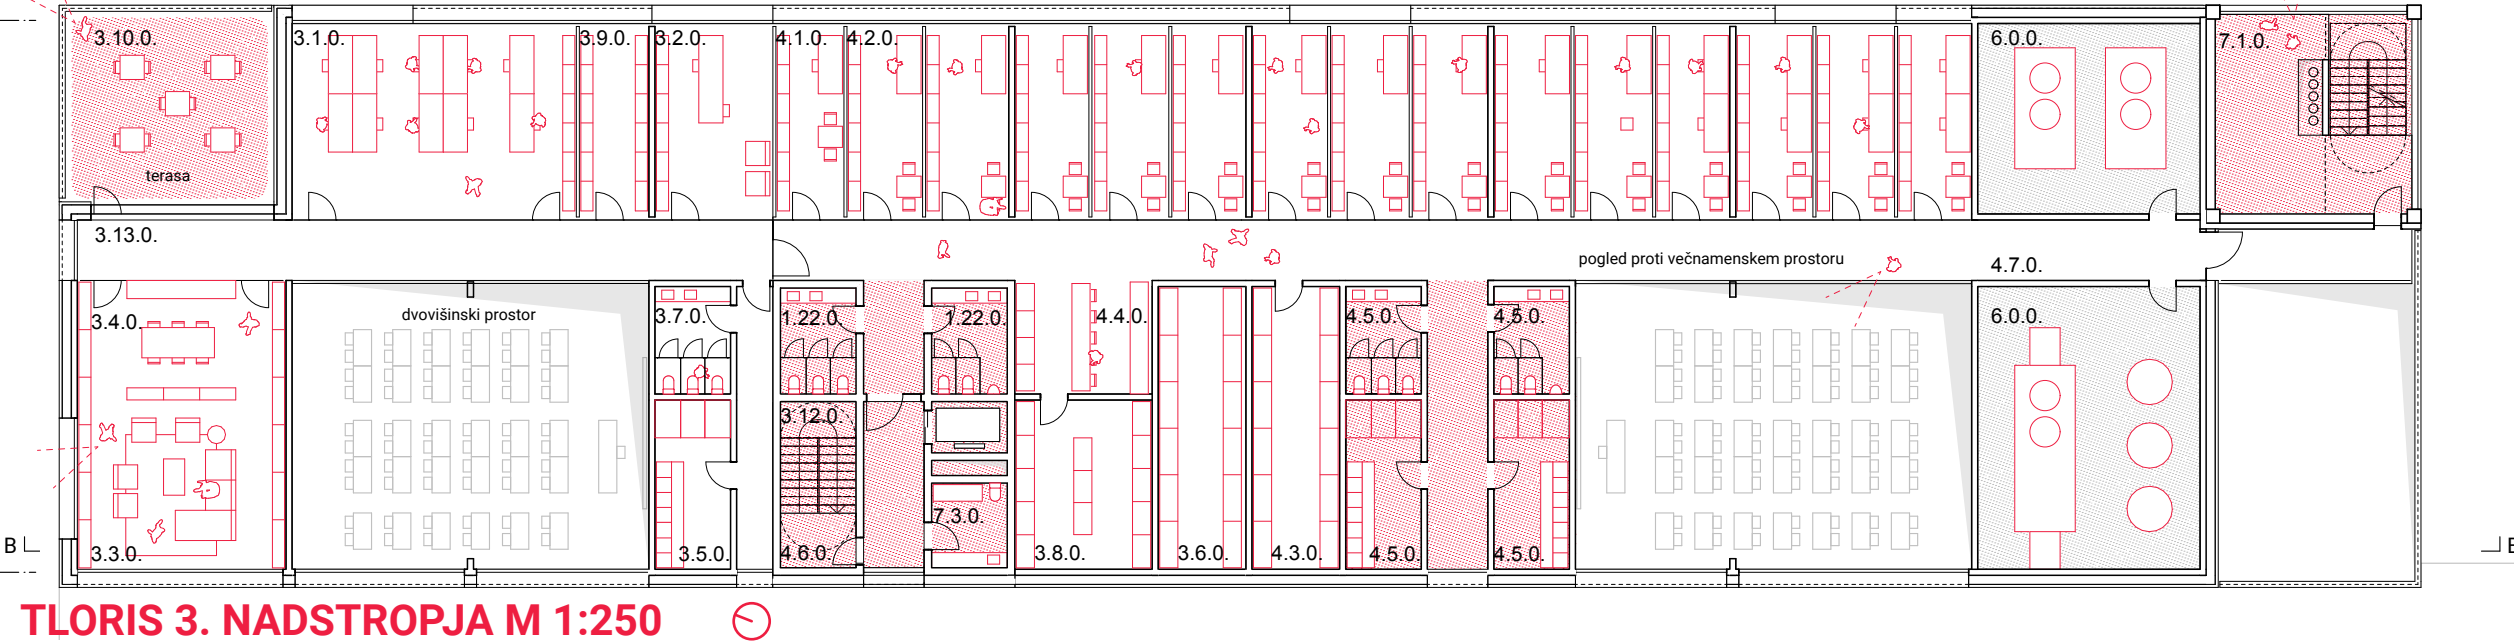 3.10.0. 3.1.0. 3.9.0. 3.2.0. 4.1.0. 4.2.0. 6.0.0. 7.1.0.
terasa
3.13.0.
pogled proti večnamenskem prostoru 4.7.0.
3.4.0. dvovišinski prostor 3.7.0. 1.22.0. 1.22.0. 4.4.0. 4.5.0. 4.5.0. 6.0.0.
3.12.0.
7.3.0.
B 3.3.0. 3.5.0. 4.6.0. 3.8.0. 3.6.0. 4.3.0. 4.5.0. 4.5.0.
TLORIS 3. NADSTROPJA M 1:250